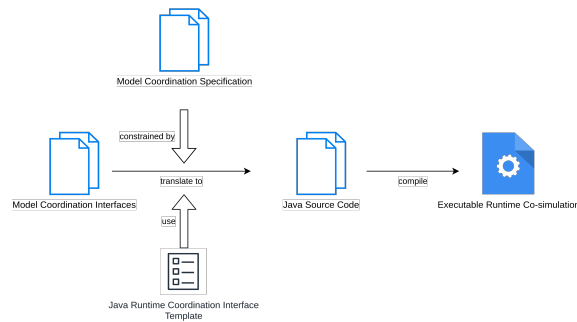 Model Coordination Specification
constrained by
translate to
compile
Model Coordination Interfaces
Java Source Code
Executable Runtime Co-simulation
use
Java Runtime Coordination Interface
Template